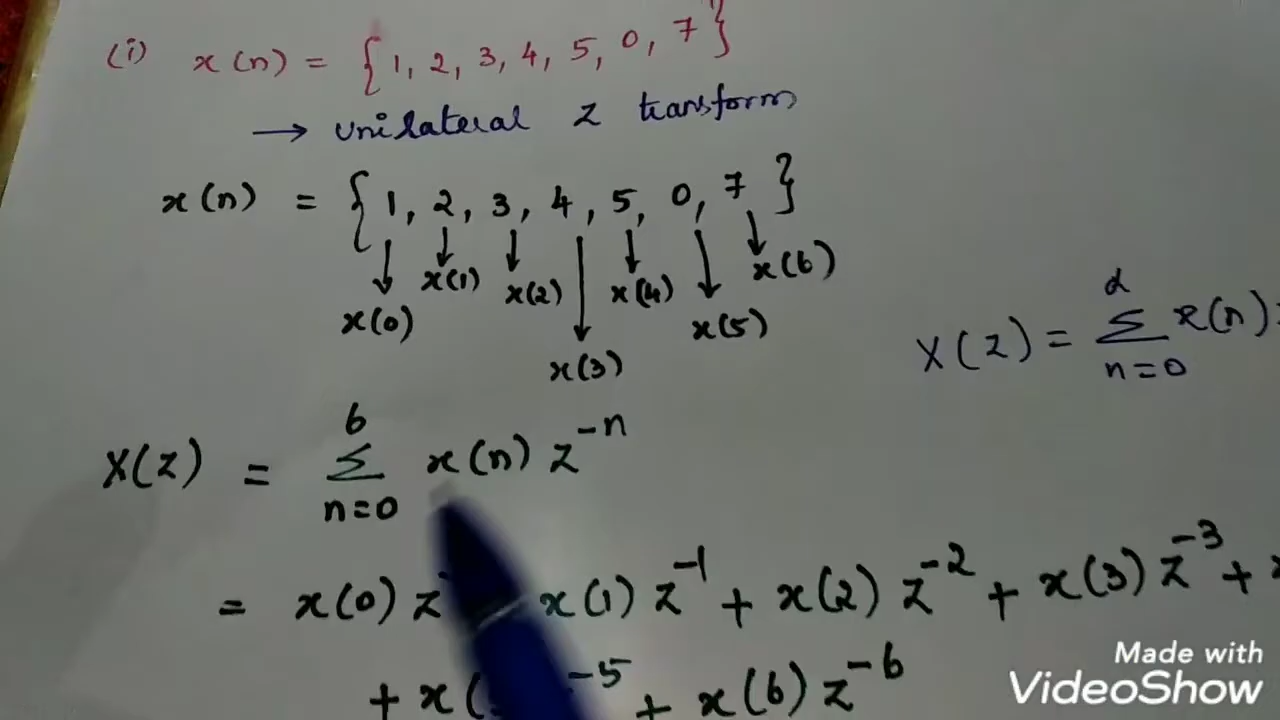 (i) x(n) = {1, 2, 3, 4, 5, 0, 7}
→ unilateral z transform
x(n) = {1, 2, 3, 4, 5, 0, 7}
x(0) x(1) x(2) x(3) x(4) x(5) x(6)
X(z) = Σ n=0 α x(n)
X(z) = Σ n=0 6 x(n) z⁻ⁿ
= x(0) z x(1) z⁻¹ + x(2) z⁻² + x(3) z⁻³ +
+ x( ⁻⁵ + x(6) z⁻⁶
Made with
VideoShow